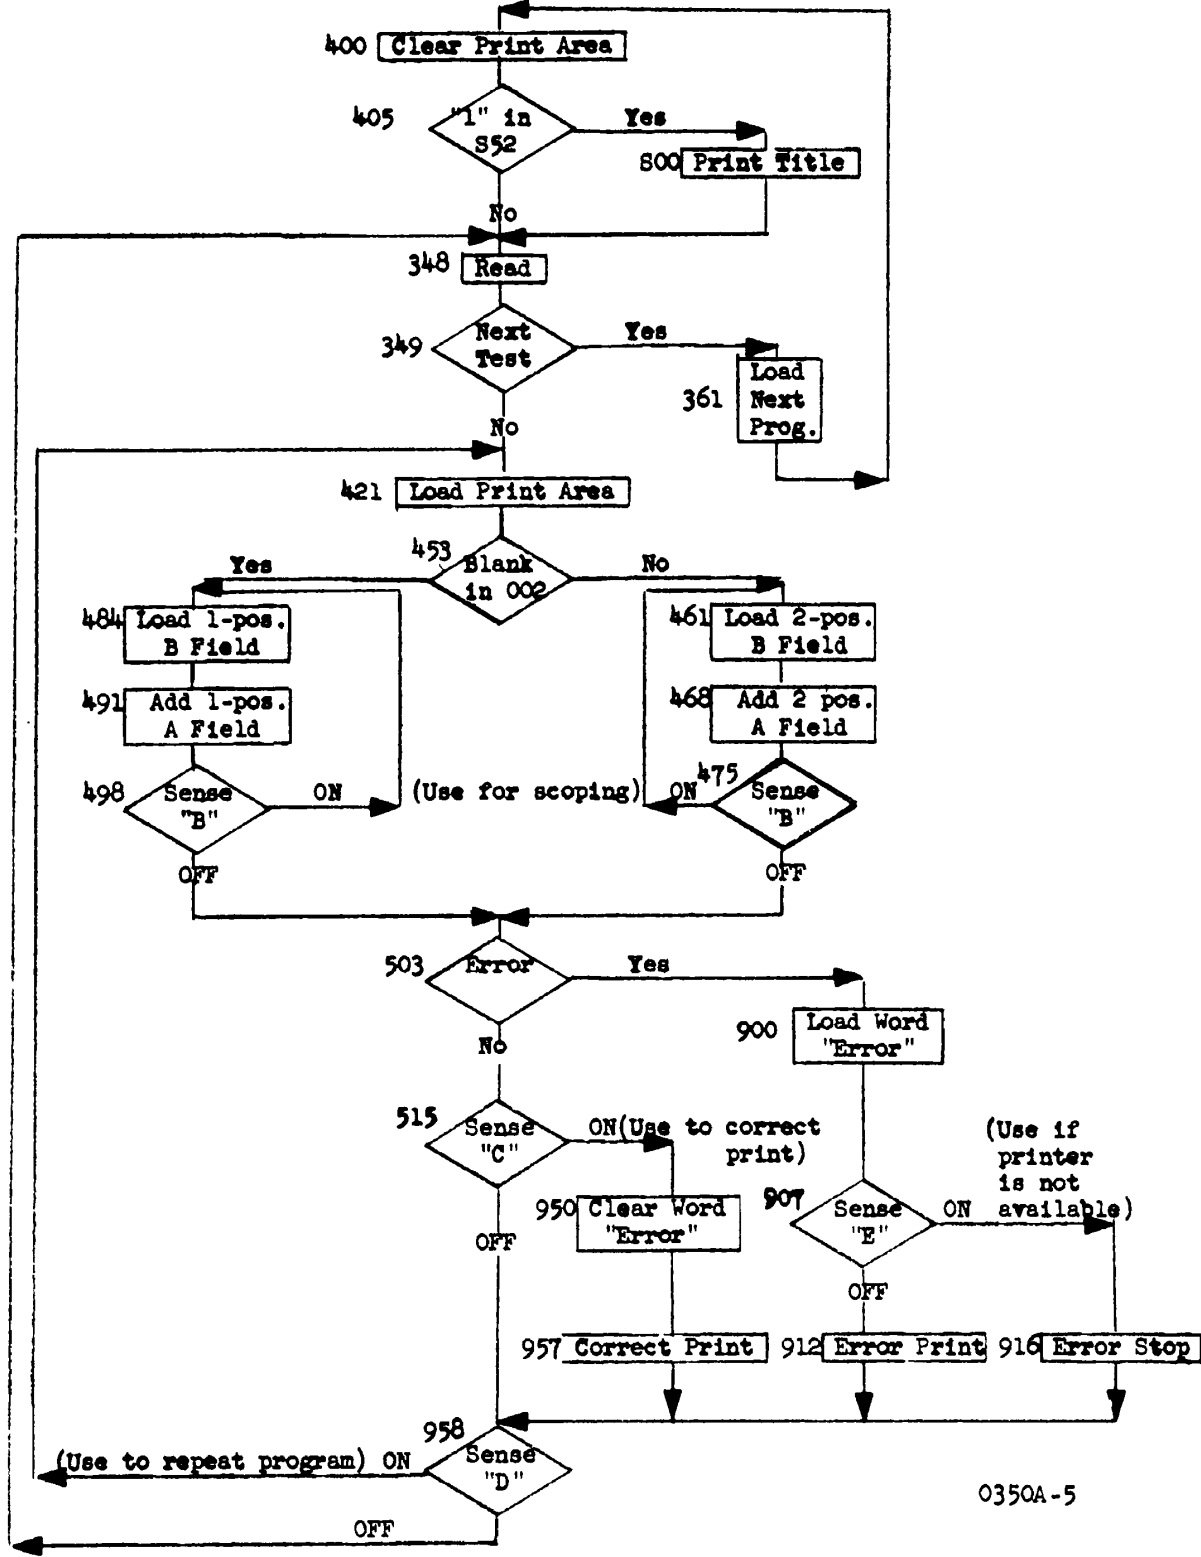 400 Clear Print Area
405 "1" in
S52
Yes
S00 Print Title
No
348 Read
349 Next
Test
Yes
361 Load
Next
Prog.
No
421 Load Print Area
453 Blank
in 002
Yes
No
484 Load 1-pos.
B Field
461 Load 2-pos.
B Field
491 Add 1-pos.
A Field
468 Add 2 pos.
A Field
498 Sense
"B"
ON
(Use for scoping)
ON
475 Sense
"B"
OFF
OFF
503 Error
Yes
900 Load Word
"Error"
No
515 Sense
"C"
ON (Use to correct
print)
(Use if
printer
is not
available)
907 Sense
"E"
ON
950 Clear Word
"Error"
OFF
OFF
957 Correct Print
912 Error Print
916 Error Stop
958 Sense
"D"
(Use to repeat program) ON
0350A-5
OFF